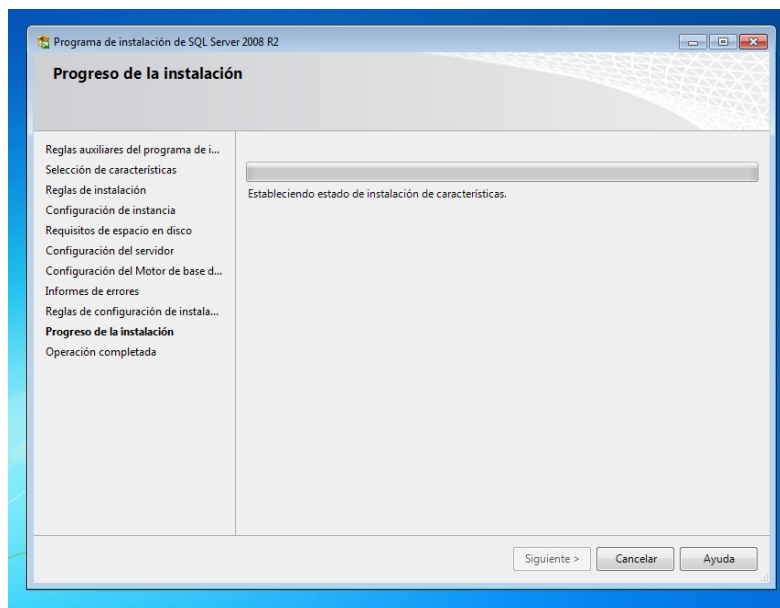 Programa de instalación de SQL Server 2008 R2
Progreso de la instalación
Reglas auxiliares del programa de i...
Selección de características
Reglas de instalación
Configuración de instancia
Requisitos de espacio en disco
Configuración del servidor
Configuración del Motor de base d...
Informes de errores
Reglas de configuración de instala...
Progreso de la instalación
Operación completada
Estableciendo estado de instalación de características.
Siguiente >
Cancelar
Ayuda